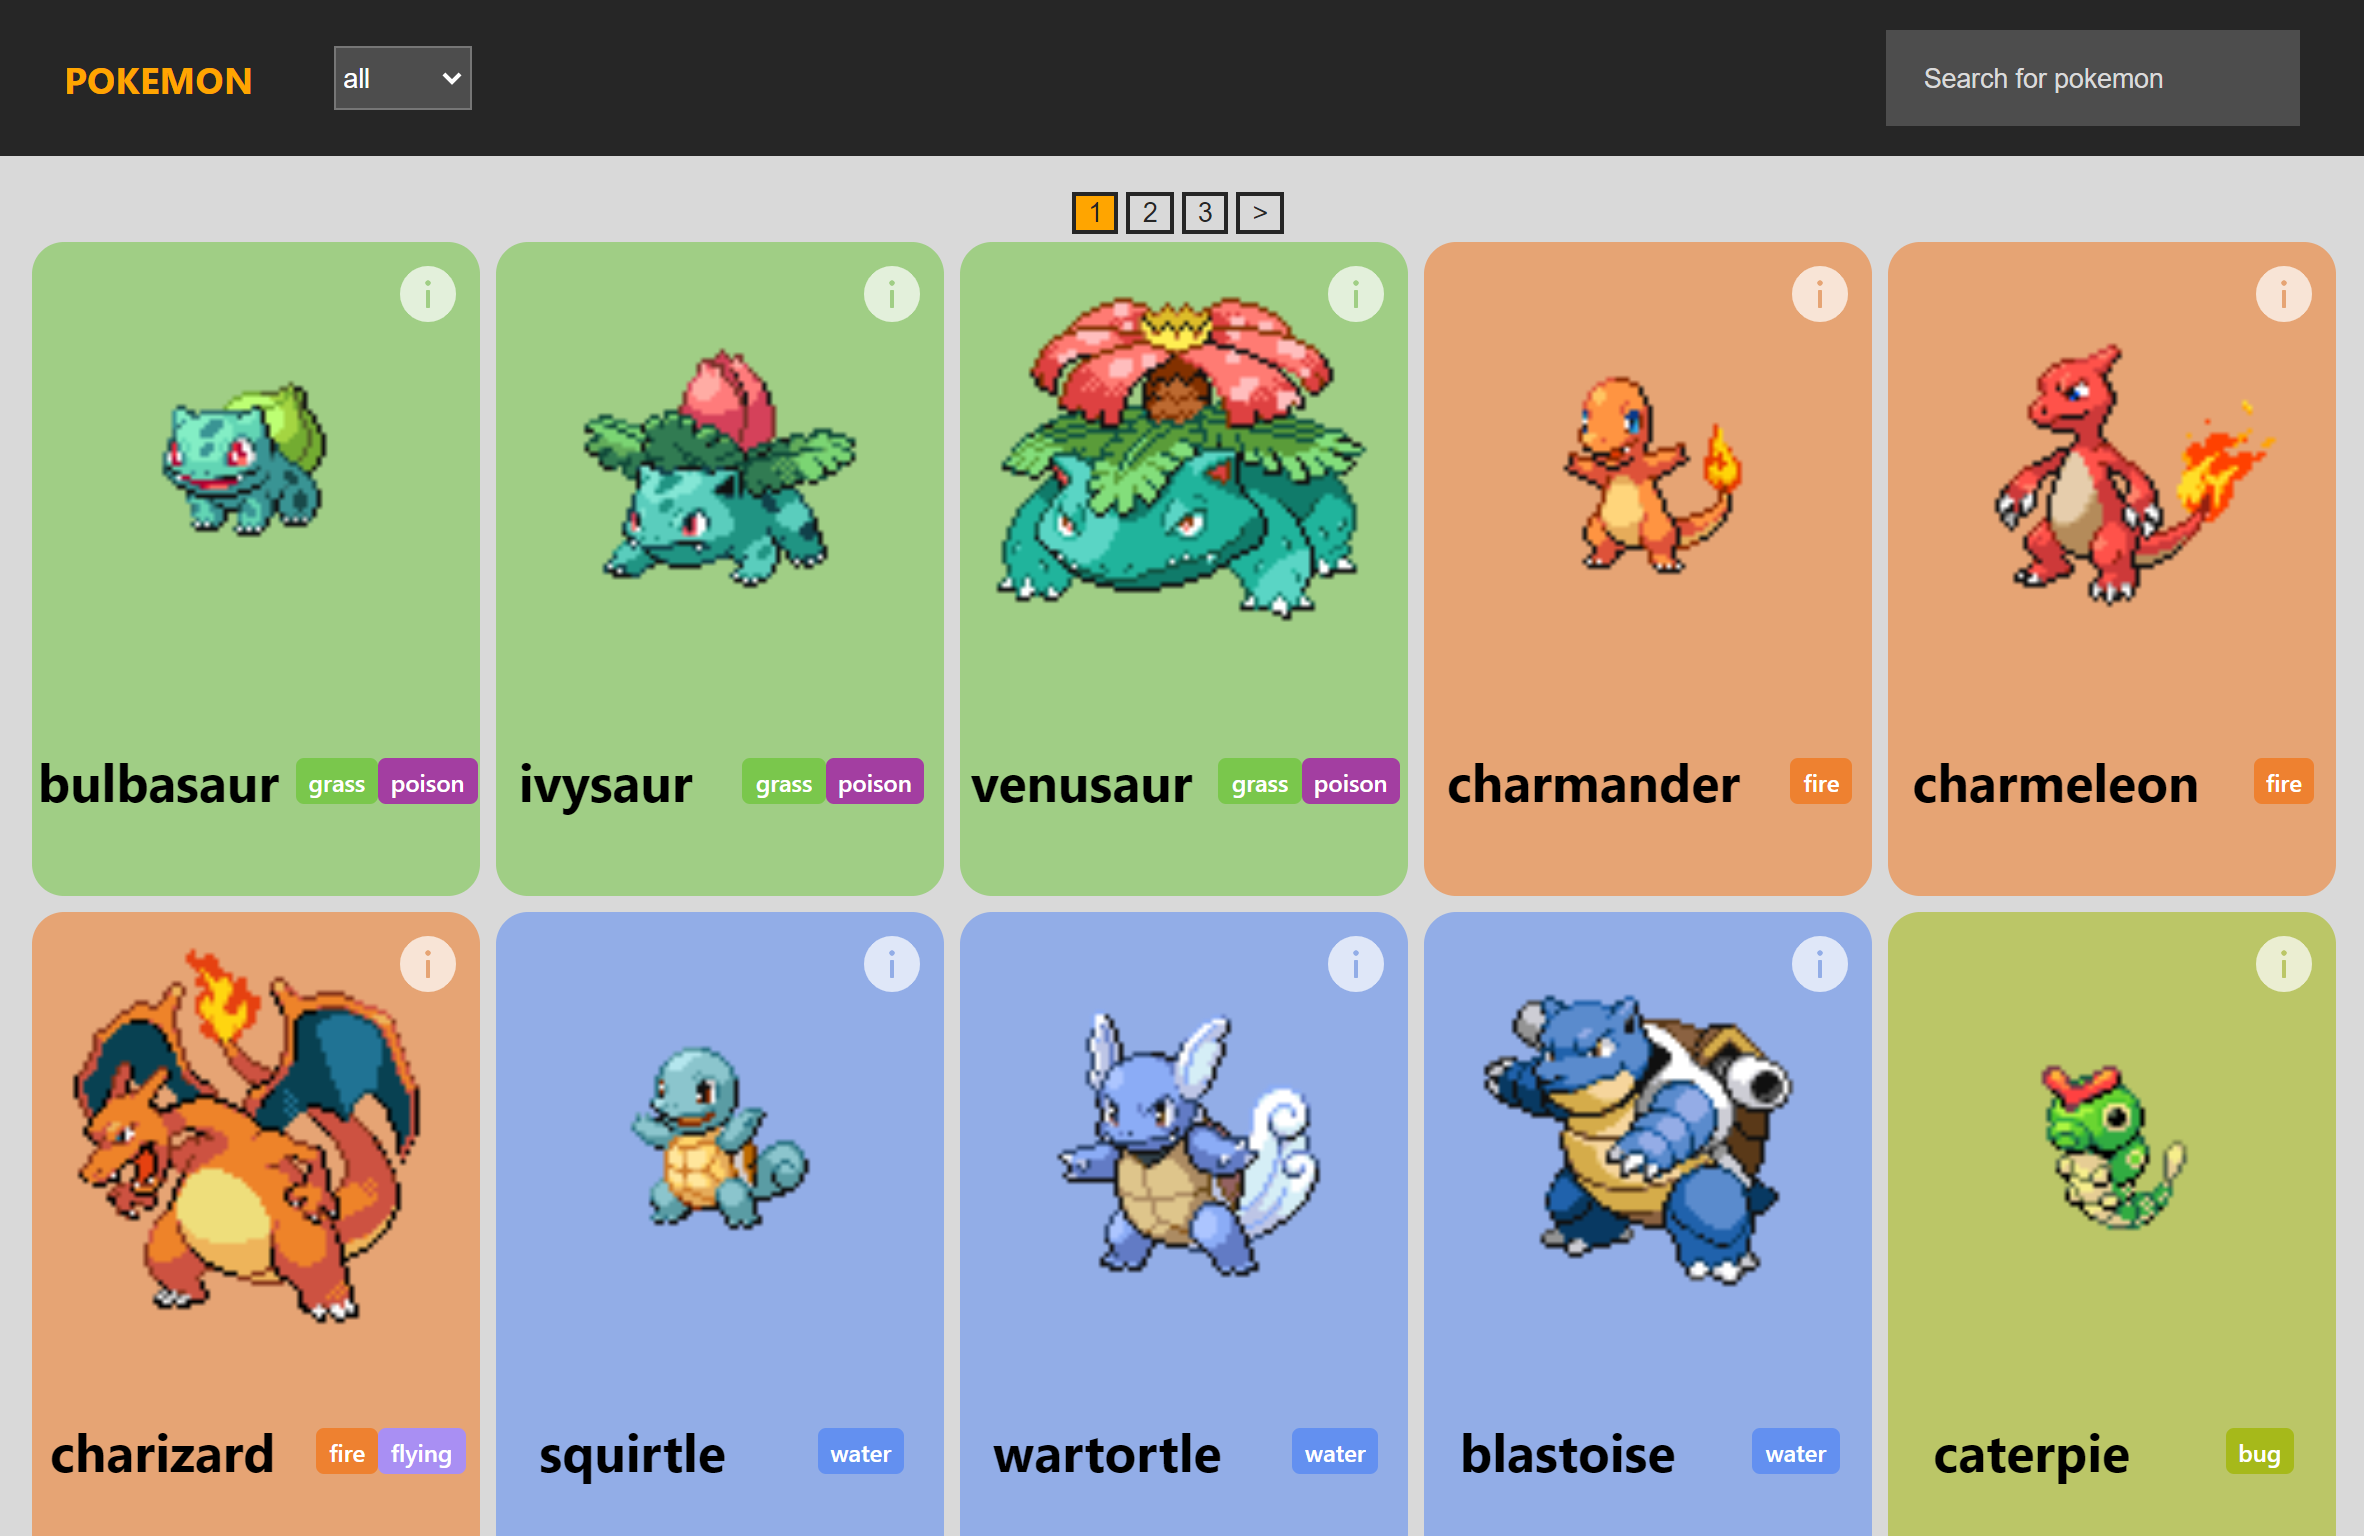 POKEMON all Search for pokemon
1 2 3 >
i i i i i
bulbasaur grass poison ivysaur grass poison venusaur grass poison charmander fire charmeleon fire
i i i i i
charizard fire flying squirtle water wartortle water blastoise water caterpie bug